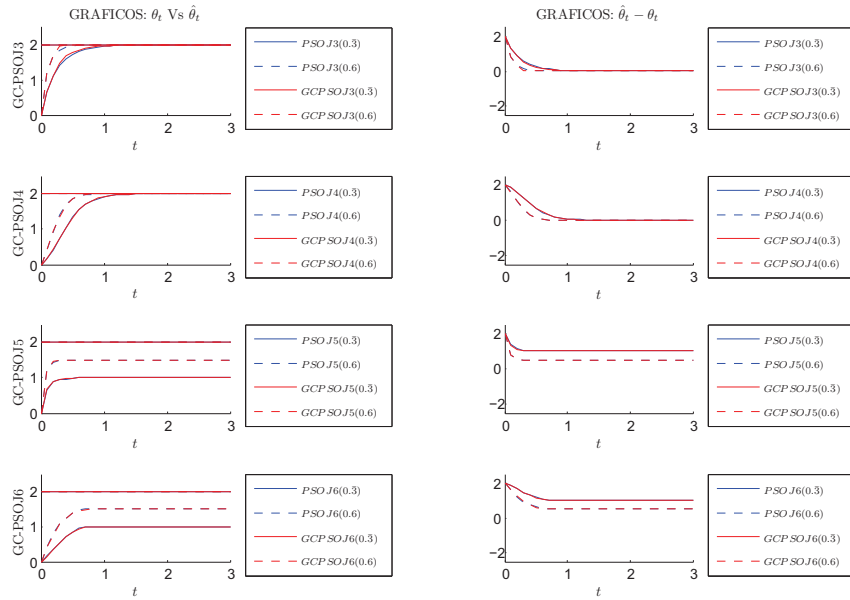 GRAFICOS: θ_t Vs θ̂_t
GC-PSOJ3
2
1
0
0 1 2 3
t
PSOJ3(0.3̄)
PSOJ3(0.6)
GCPSOJ3(0.3̄)
GCPSOJ3(0.6)
GRAFICOS: θ̂_t − θ_t
2
0
−2
0 1 2 3
t
PSOJ3(0.3̄)
PSOJ3(0.6)
GCPSOJ3(0.3̄)
GCPSOJ3(0.6)
GC-PSOJ4
2
1
0
0 1 2 3
t
PSOJ4(0.3̄)
PSOJ4(0.6)
GCPSOJ4(0.3̄)
GCPSOJ4(0.6)
2
0
−2
0 1 2 3
t
PSOJ4(0.3̄)
PSOJ4(0.6)
GCPSOJ4(0.3̄)
GCPSOJ4(0.6)
GC-PSOJ5
2
1
0
0 1 2 3
t
PSOJ5(0.3̄)
PSOJ5(0.6)
GCPSOJ5(0.3̄)
GCPSOJ5(0.6)
2
0
−2
0 1 2 3
t
PSOJ5(0.3̄)
PSOJ5(0.6)
GCPSOJ5(0.3̄)
GCPSOJ5(0.6)
GC-PSOJ6
2
1
0
0 1 2 3
t
PSOJ6(0.3̄)
PSOJ6(0.6)
GCPSOJ6(0.3̄)
GCPSOJ6(0.6)
2
0
−2
0 1 2 3
t
PSOJ6(0.3̄)
PSOJ6(0.6)
GCPSOJ6(0.3̄)
GCPSOJ6(0.6)